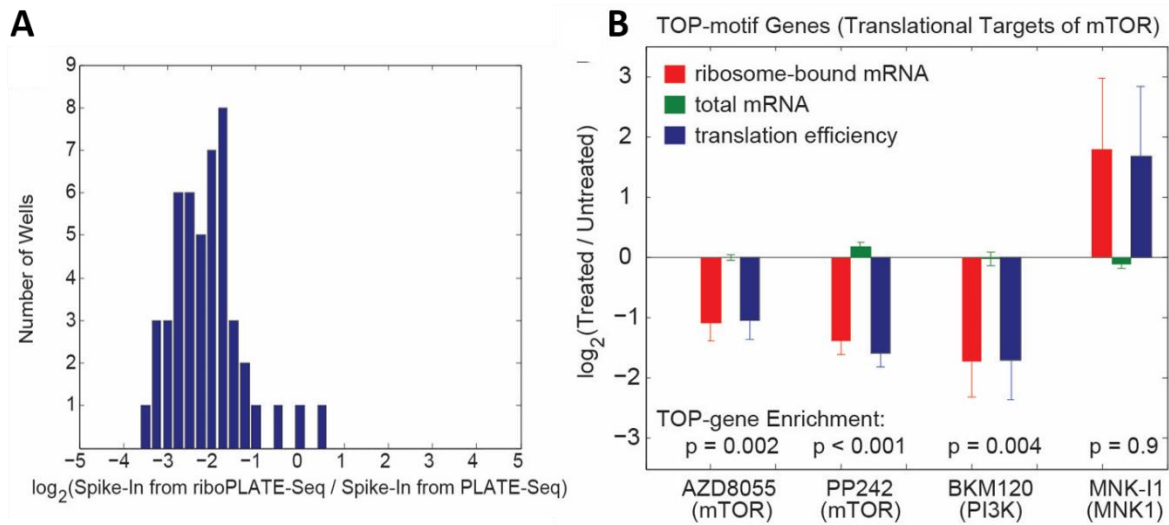 A
9
8
7
6
5
4
3
2
1
Number of Wells
−5 −4 −3 −2 −1 0 1 2 3 4 5
log2(Spike-In from riboPLATE-Seq / Spike-In from PLATE-Seq)
B
TOP-motif Genes (Translational Targets of mTOR)
3
2
1
0
−1
−2
−3
log2(Treated / Untreated)
ribosome-bound mRNA
total mRNA
translation efficiency
TOP-gene Enrichment:
p = 0.002 p < 0.001 p = 0.004 p = 0.9
AZD8055 PP242 BKM120 MNK-I1
(mTOR) (mTOR) (PI3K) (MNK1)